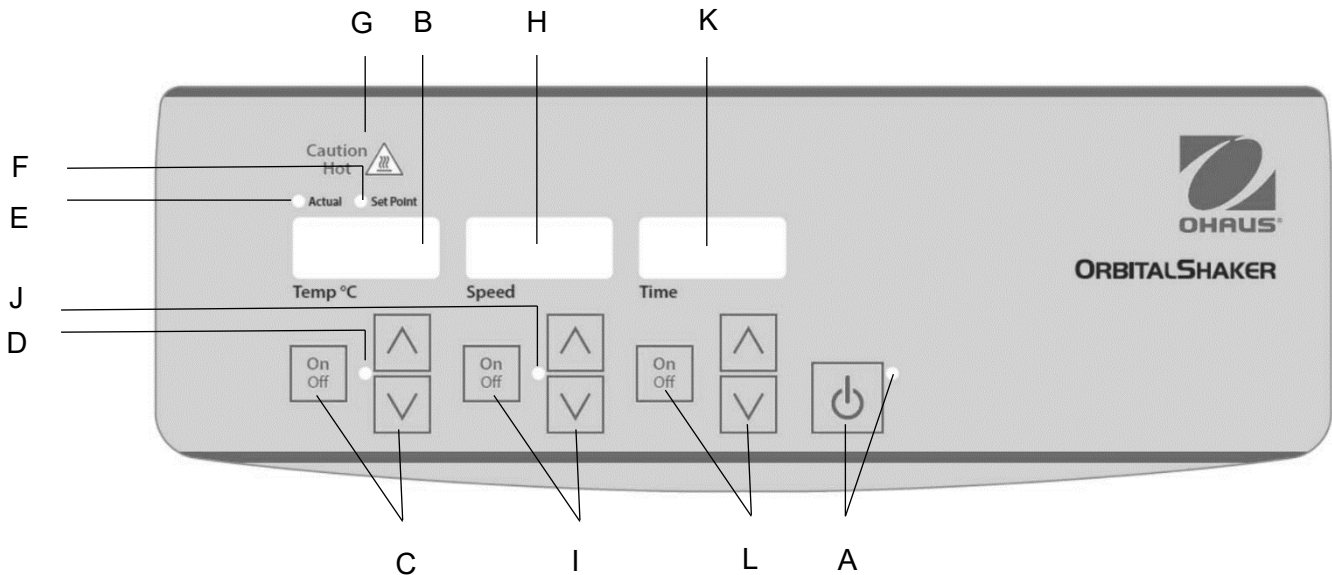 G B H K
Caution
Hot
F
E
Actual Set Point
OHAUS®
ORBITALSHAKER
Temp °C Speed Time
J
D
On
Off
On
Off
On
Off
C I L A